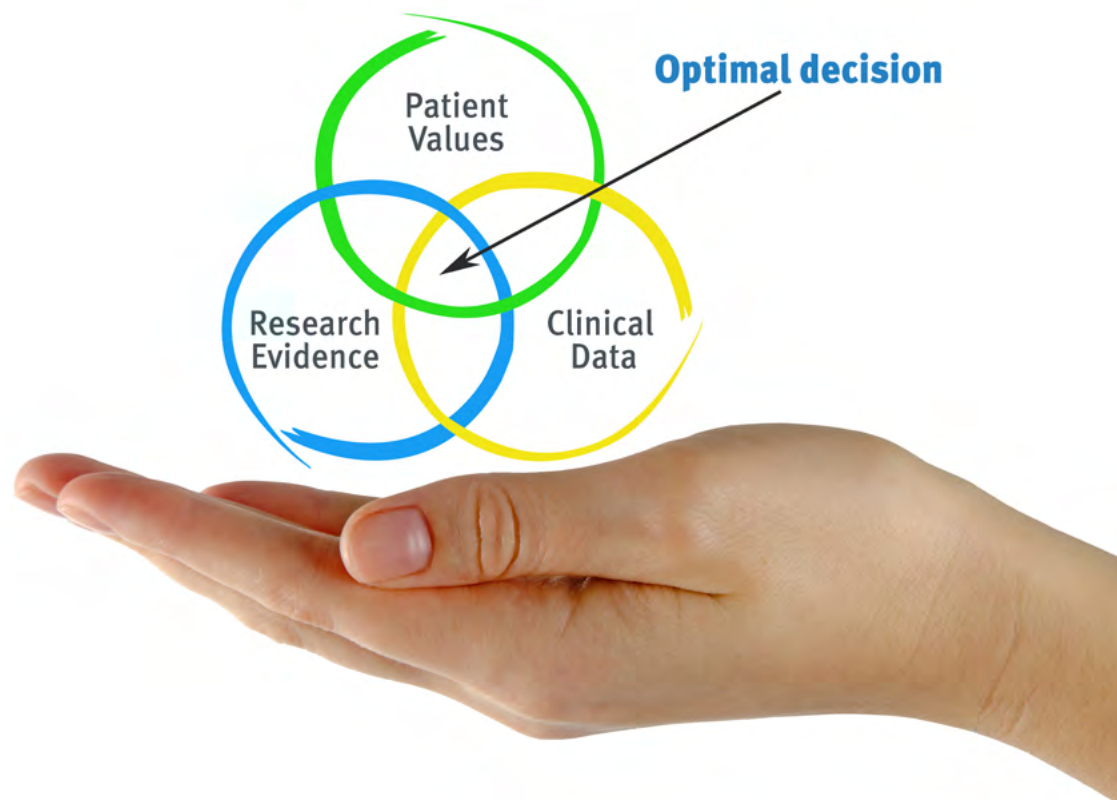 Optimal decision
Patient
Values
Research
Evidence
Clinical
Data